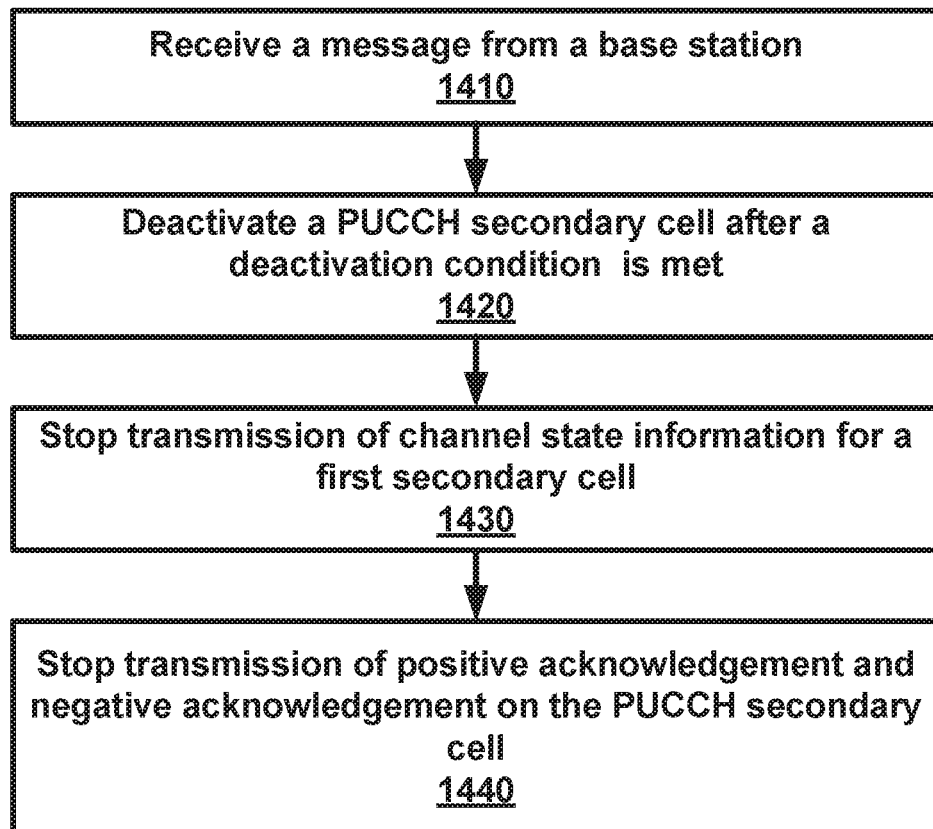 Receive a message from a base station
1410
Deactivate a PUCCH secondary cell after a
deactivation condition is met
1420
Stop transmission of channel state information for a
first secondary cell
1430
Stop transmission of positive acknowledgement and
negative acknowledgement on the PUCCH secondary
cell
1440